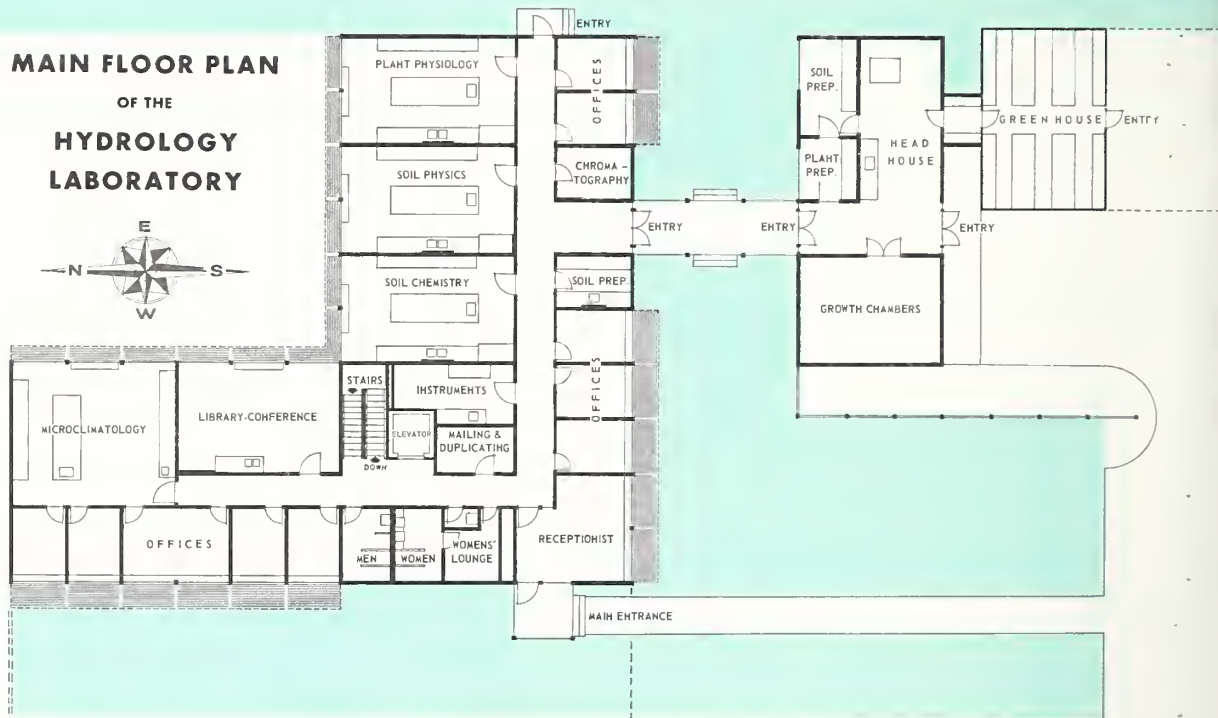 MAIN FLOOR PLAN
OF THE
HYDROLOGY
LABORATORY
E
N S
W
ENTRY
PLANT PHYSIOLOGY
OFFICES
SOIL PHYSICS
CHROMA-
TOGRAPHY
ENTRY
SOIL CHEMISTRY
SOIL PREP.
OFFICES
STAIRS
INSTRUMENTS
ELEVATOR
MAILING &
DUPLICATING
DOWN
MICROCLIMATOLOGY
LIBRARY-CONFERENCE
OFFICES
MEN
WOMEN
WOMENS'
LOUNGE
RECEPTIONIST
MAIN ENTRANCE
SOIL
PREP.
PLANT
PREP.
HEAD
HOUSE
GREEN HOUSE
ENTRY
ENTRY
ENTRY
GROWTH CHAMBERS